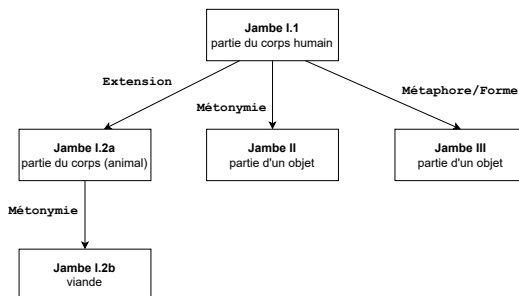 Jambe I.1
partie du corps humain
Extension
Métonymie
Métaphore/Forme
Jambe I.2a
partie du corps (animal)
Jambe II
partie d'un objet
Jambe III
partie d'un objet
Métonymie
Jambe I.2b
viande